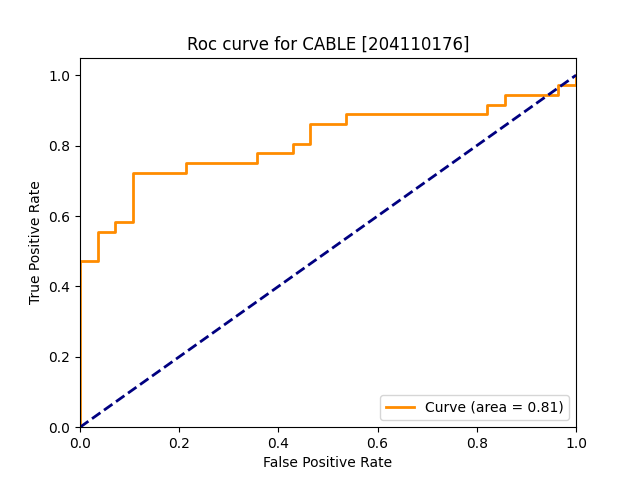 Roc curve for CABLE [204110176]
True Positive Rate
1.0
0.8
0.6
0.4
0.2
0.0
0.0 0.2 0.4 0.6 0.8 1.0
False Positive Rate
Curve (area = 0.81)